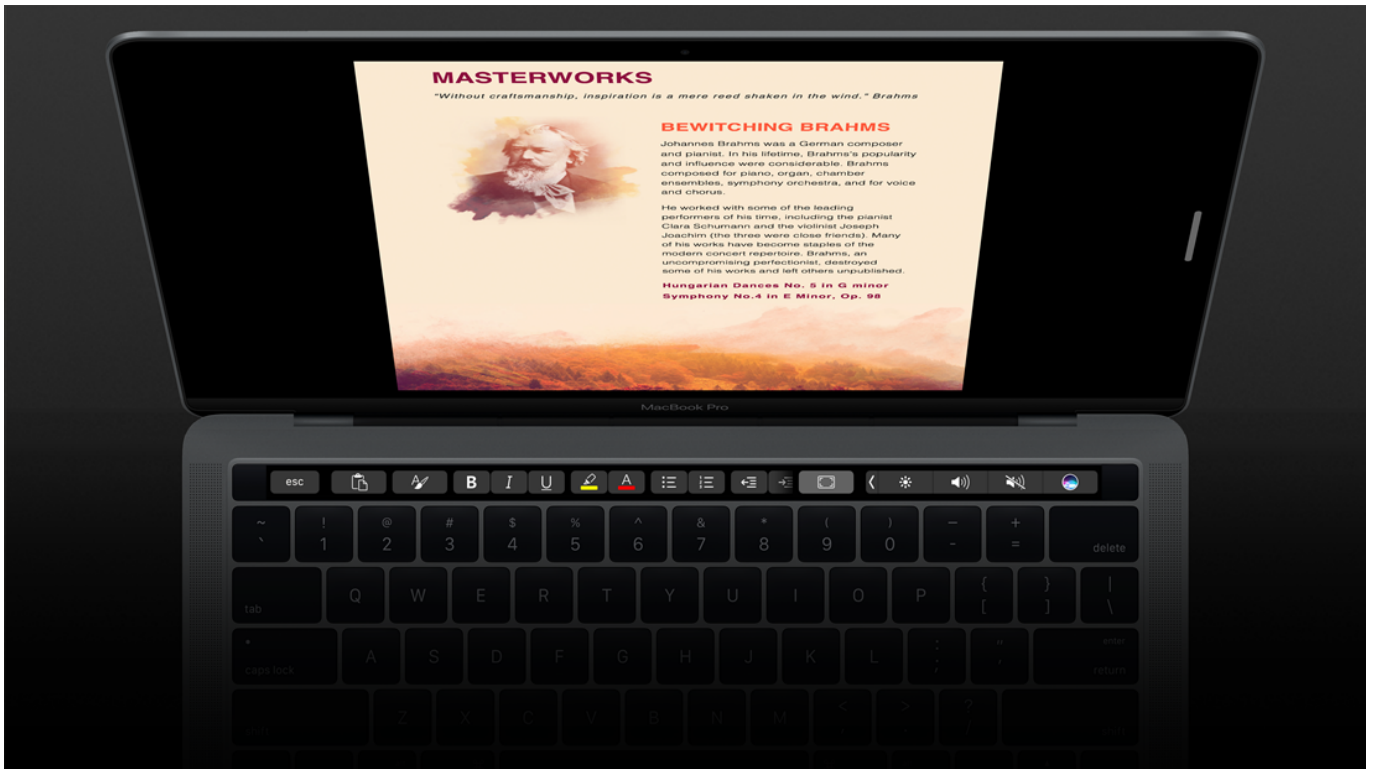 MASTERWORKS
"Without craftsmanship, inspiration is a mere reed shaken in the wind." Brahms
BEWITCHING BRAHMS
Johannes Brahms was a German composer
and pianist. In his lifetime, Brahms's popularity
and influence were considerable. Brahms
composed for piano, organ, chamber
ensembles, symphony orchestra, and for voice
and chorus.
He worked with some of the leading
performers of his time, including the pianist
Clara Schumann and the violinist Joseph
Joachim (the three were close friends). Many
of his works have become staples of the
modern concert repertoire. Brahms, an
uncompromising perfectionist, destroyed
some of his works and left others unpublished.
Hungarian Dances No. 5 in G minor
Symphony No.4 in E Minor, Op. 98
MacBook Pro
esc A B I U A
~ ! @ # $ % ^ & * ( ) — +
` 1 2 3 4 5 6 7 8 9 0 - = delete
tab Q W E R T Y U I O P { [ } ] | \
caps lock A S D F G H J K L : ; " ' enter return
Z X C V B N M < > ? /